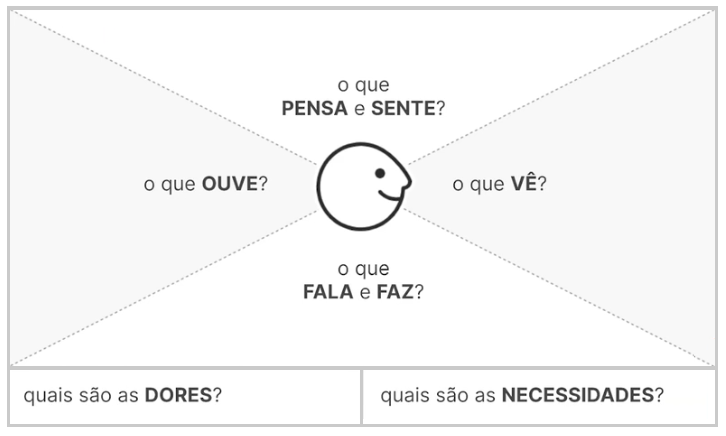 o que
PENSA e SENTE?
o que OUVE?
o que VÊ?
o que
FALA e FAZ?
quais são as DORES?
quais são as NECESSIDADES?